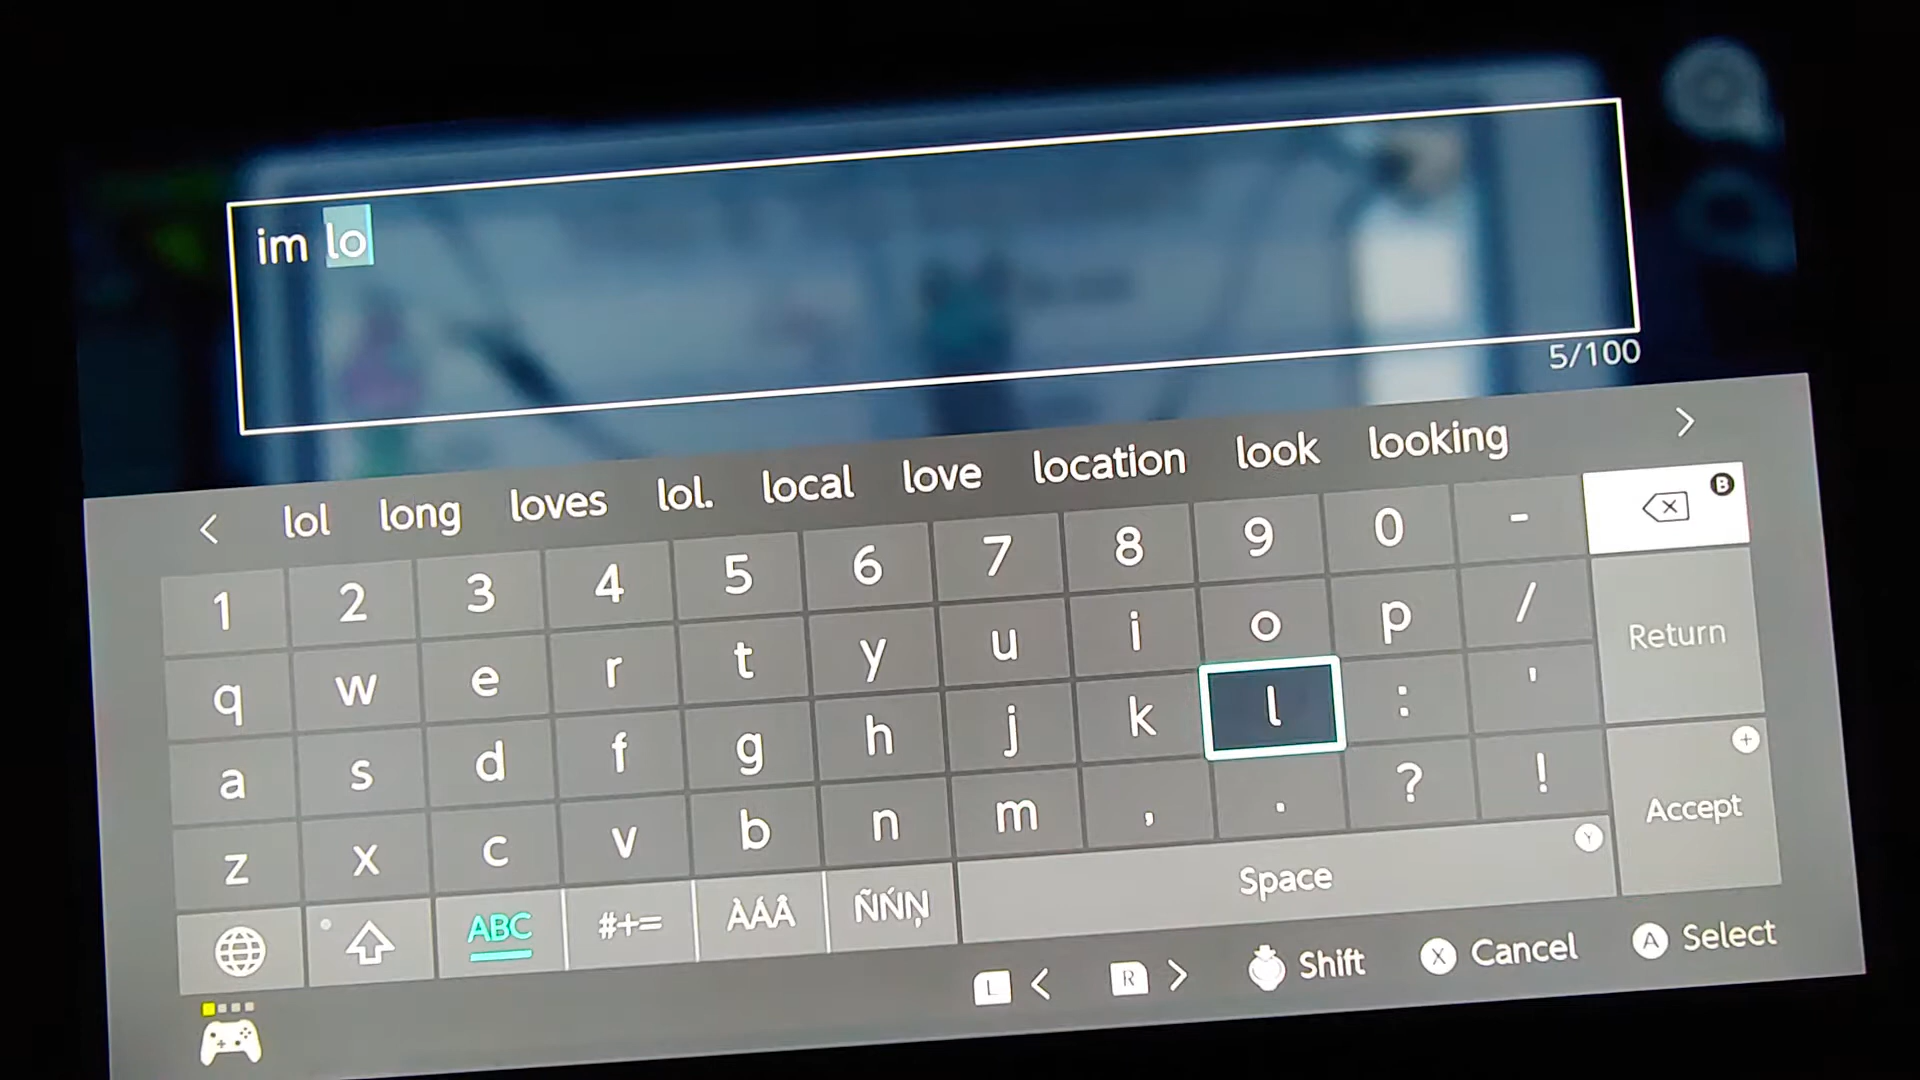 im lo
5/100
lol long loves lol. local love location look looking
1 2 3 4 5 6 7 8 9 0 -
B
q w e r t y u i o p /
Return
a s d f g h j k l : '
z x c v b n m , . ? !
Accept
ABC #+= ÀÁÂ ÑŃŅ Space Y
L < R > Shift X Cancel A Select